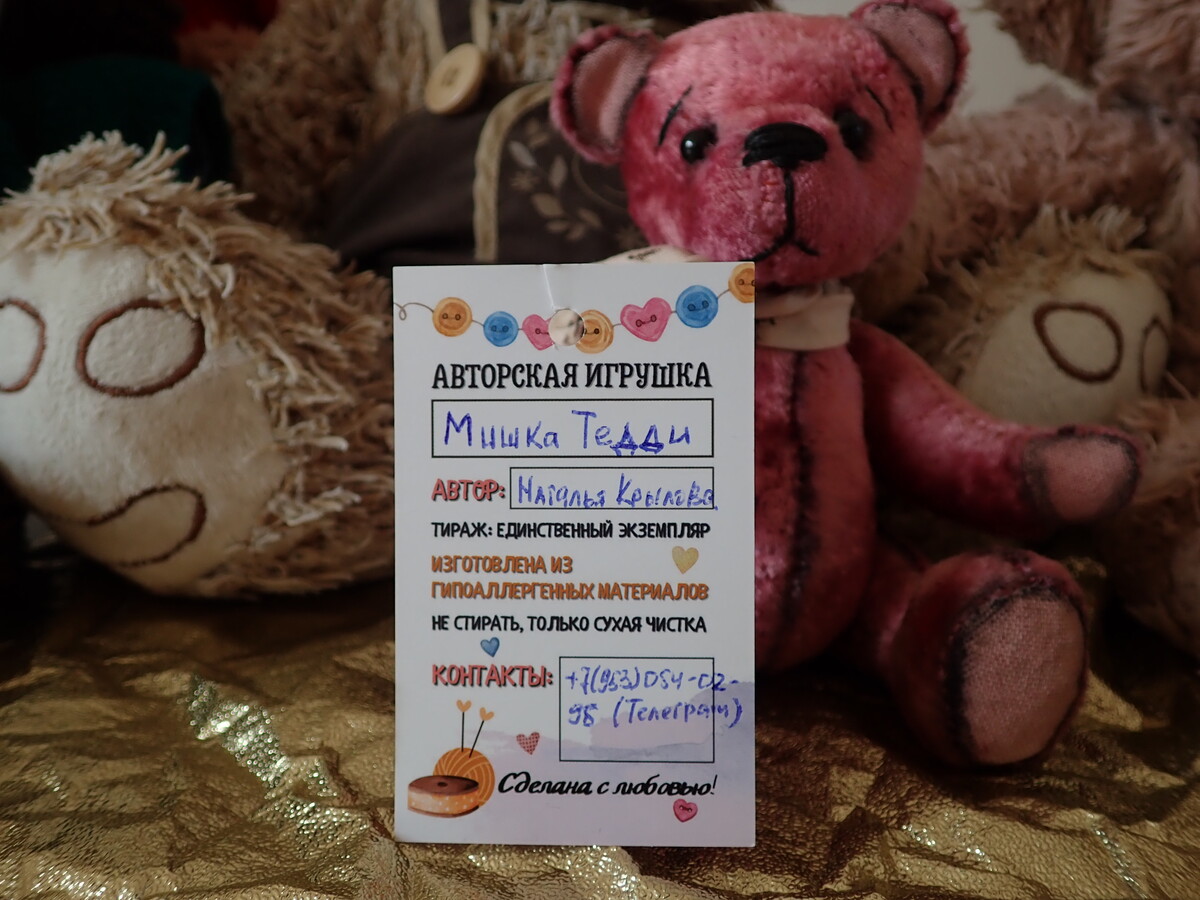 АВТОРСКАЯ ИГРУШКА
Мишка Тедди
АВТОР: Наталья Крылова
ТИРАЖ: ЕДИНСТВЕННЫЙ ЭКЗЕМПЛЯР
ИЗГОТОВЛЕНА ИЗ
ГИПОАЛЛЕРГЕННЫХ МАТЕРИАЛОВ
НЕ СТИРАТЬ, ТОЛЬКО СУХАЯ ЧИСТКА
КОНТАКТЫ: +7(953)054-02-
95 (Телеграм)
Сделана с любовью!